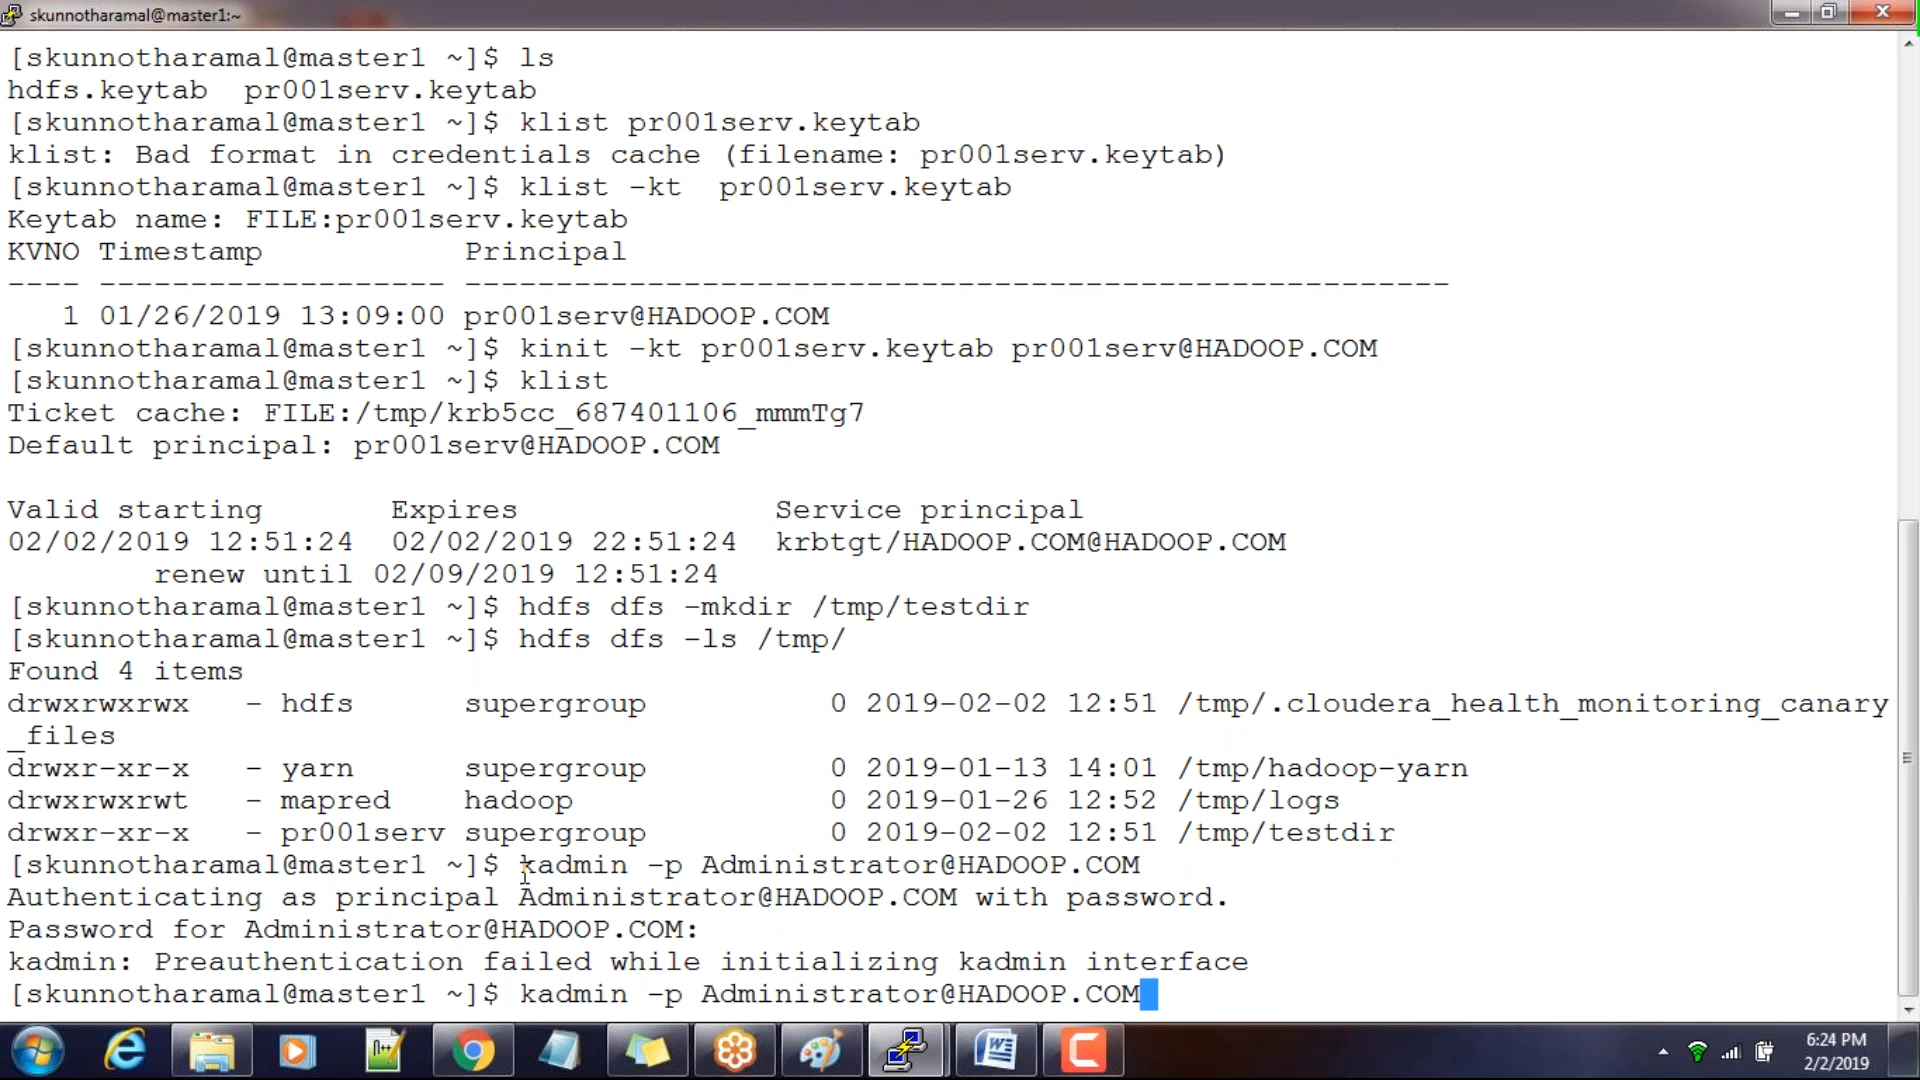 skunnotharamal@master1:~
[skunnotharamal@master1 ~]$ ls
hdfs.keytab  pr001serv.keytab
[skunnotharamal@master1 ~]$ klist pr001serv.keytab
klist: Bad format in credentials cache (filename: pr001serv.keytab)
[skunnotharamal@master1 ~]$ klist -kt  pr001serv.keytab
Keytab name: FILE:pr001serv.keytab
KVNO Timestamp           Principal
---- ------------------- ------------------------------------------------------
   1 01/26/2019 13:09:00 pr001serv@HADOOP.COM
[skunnotharamal@master1 ~]$ kinit -kt pr001serv.keytab pr001serv@HADOOP.COM
[skunnotharamal@master1 ~]$ klist
Ticket cache: FILE:/tmp/krb5cc_687401106_mmmTg7
Default principal: pr001serv@HADOOP.COM
Valid starting       Expires              Service principal
02/02/2019 12:51:24  02/02/2019 22:51:24  krbtgt/HADOOP.COM@HADOOP.COM
        renew until 02/09/2019 12:51:24
[skunnotharamal@master1 ~]$ hdfs dfs -mkdir /tmp/testdir
[skunnotharamal@master1 ~]$ hdfs dfs -ls /tmp/
Found 4 items
drwxrwxrwx   - hdfs      supergroup          0 2019-02-02 12:51 /tmp/.cloudera_health_monitoring_canary
_files
drwxr-xr-x   - yarn      supergroup          0 2019-01-13 14:01 /tmp/hadoop-yarn
drwxrwxrwt   - mapred    hadoop              0 2019-01-26 12:52 /tmp/logs
drwxr-xr-x   - pr001serv supergroup          0 2019-02-02 12:51 /tmp/testdir
[skunnotharamal@master1 ~]$ kadmin -p Administrator@HADOOP.COM
Authenticating as principal Administrator@HADOOP.COM with password.
Password for Administrator@HADOOP.COM:
kadmin: Preauthentication failed while initializing kadmin interface
[skunnotharamal@master1 ~]$ kadmin -p Administrator@HADOOP.COM
6:24 PM
2/2/2019